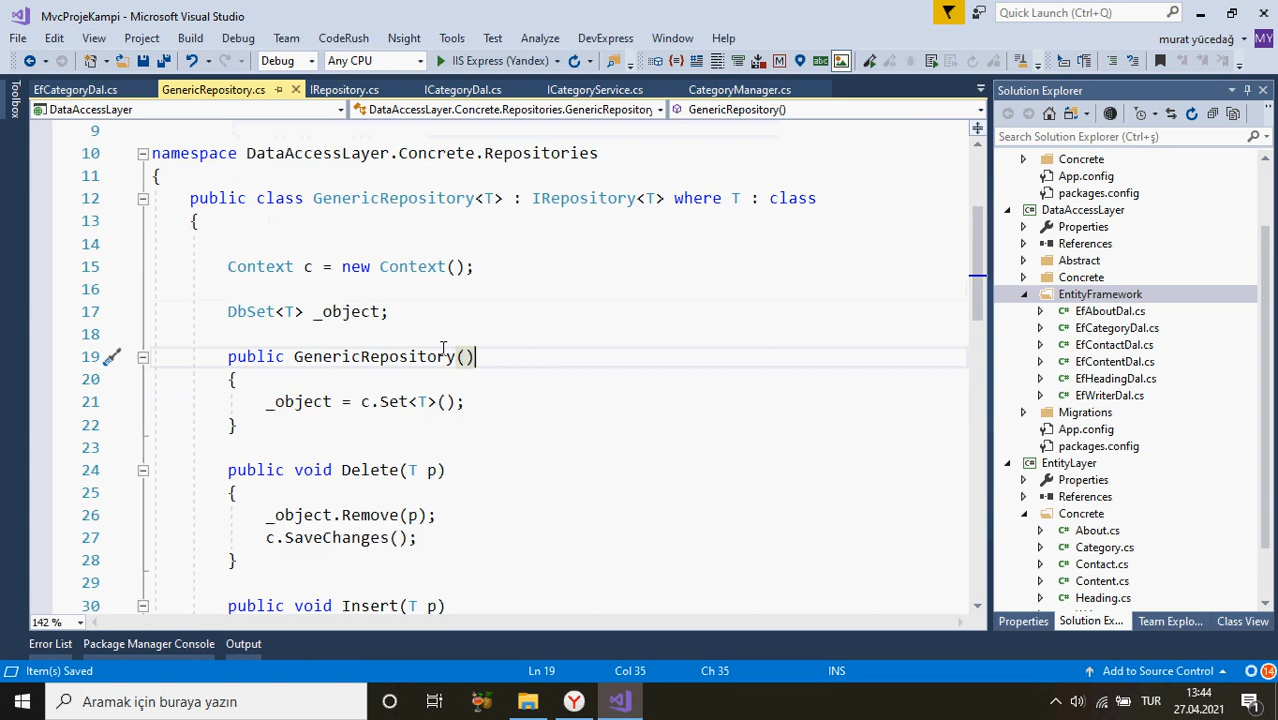 MvcProjeKampi - Microsoft Visual Studio
Quick Launch (Ctrl+Q)
File Edit View Project Build Debug Team CodeRush Nsight Tools Test Analyze DevExpress Window Help
murat yücedağ
MY
Debug Any CPU IIS Express (Yandex)
EfCategoryDal.cs GenericRepository.cs IRepository.cs ICategoryDal.cs ICategoryService.cs CategoryManager.cs
DataAccessLayer DataAccessLayer.Concrete.Repositories.GenericRepository GenericRepository()
Toolbox
9
10 namespace DataAccessLayer.Concrete.Repositories
11 {
12 public class GenericRepository<T> : IRepository<T> where T : class
13 {
14
15 Context c = new Context();
16
17 DbSet<T> _object;
18
19 public GenericRepository()
20 {
21 _object = c.Set<T>();
22 }
23
24 public void Delete(T p)
25 {
26 _object.Remove(p);
27 c.SaveChanges();
28 }
29
30 public void Insert(T p)
142 %
Solution Explorer
Search Solution Explorer (Ctrl+ş)
Concrete
App.config
packages.config
DataAccessLayer
Properties
References
Abstract
Concrete
EntityFramework
EfAboutDal.cs
EfCategoryDal.cs
EfContactDal.cs
EfContentDal.cs
EfHeadingDal.cs
EfWriterDal.cs
Migrations
App.config
packages.config
EntityLayer
Properties
References
Concrete
About.cs
Category.cs
Contact.cs
Content.cs
Heading.cs
Properties Solution Ex... Team Explo... Class View
Error List Package Manager Console Output
Item(s) Saved Ln 19 Col 35 Ch 35 INS Add to Source Control 14
Aramak için buraya yazın
TUR
13:44
27.04.2021
1